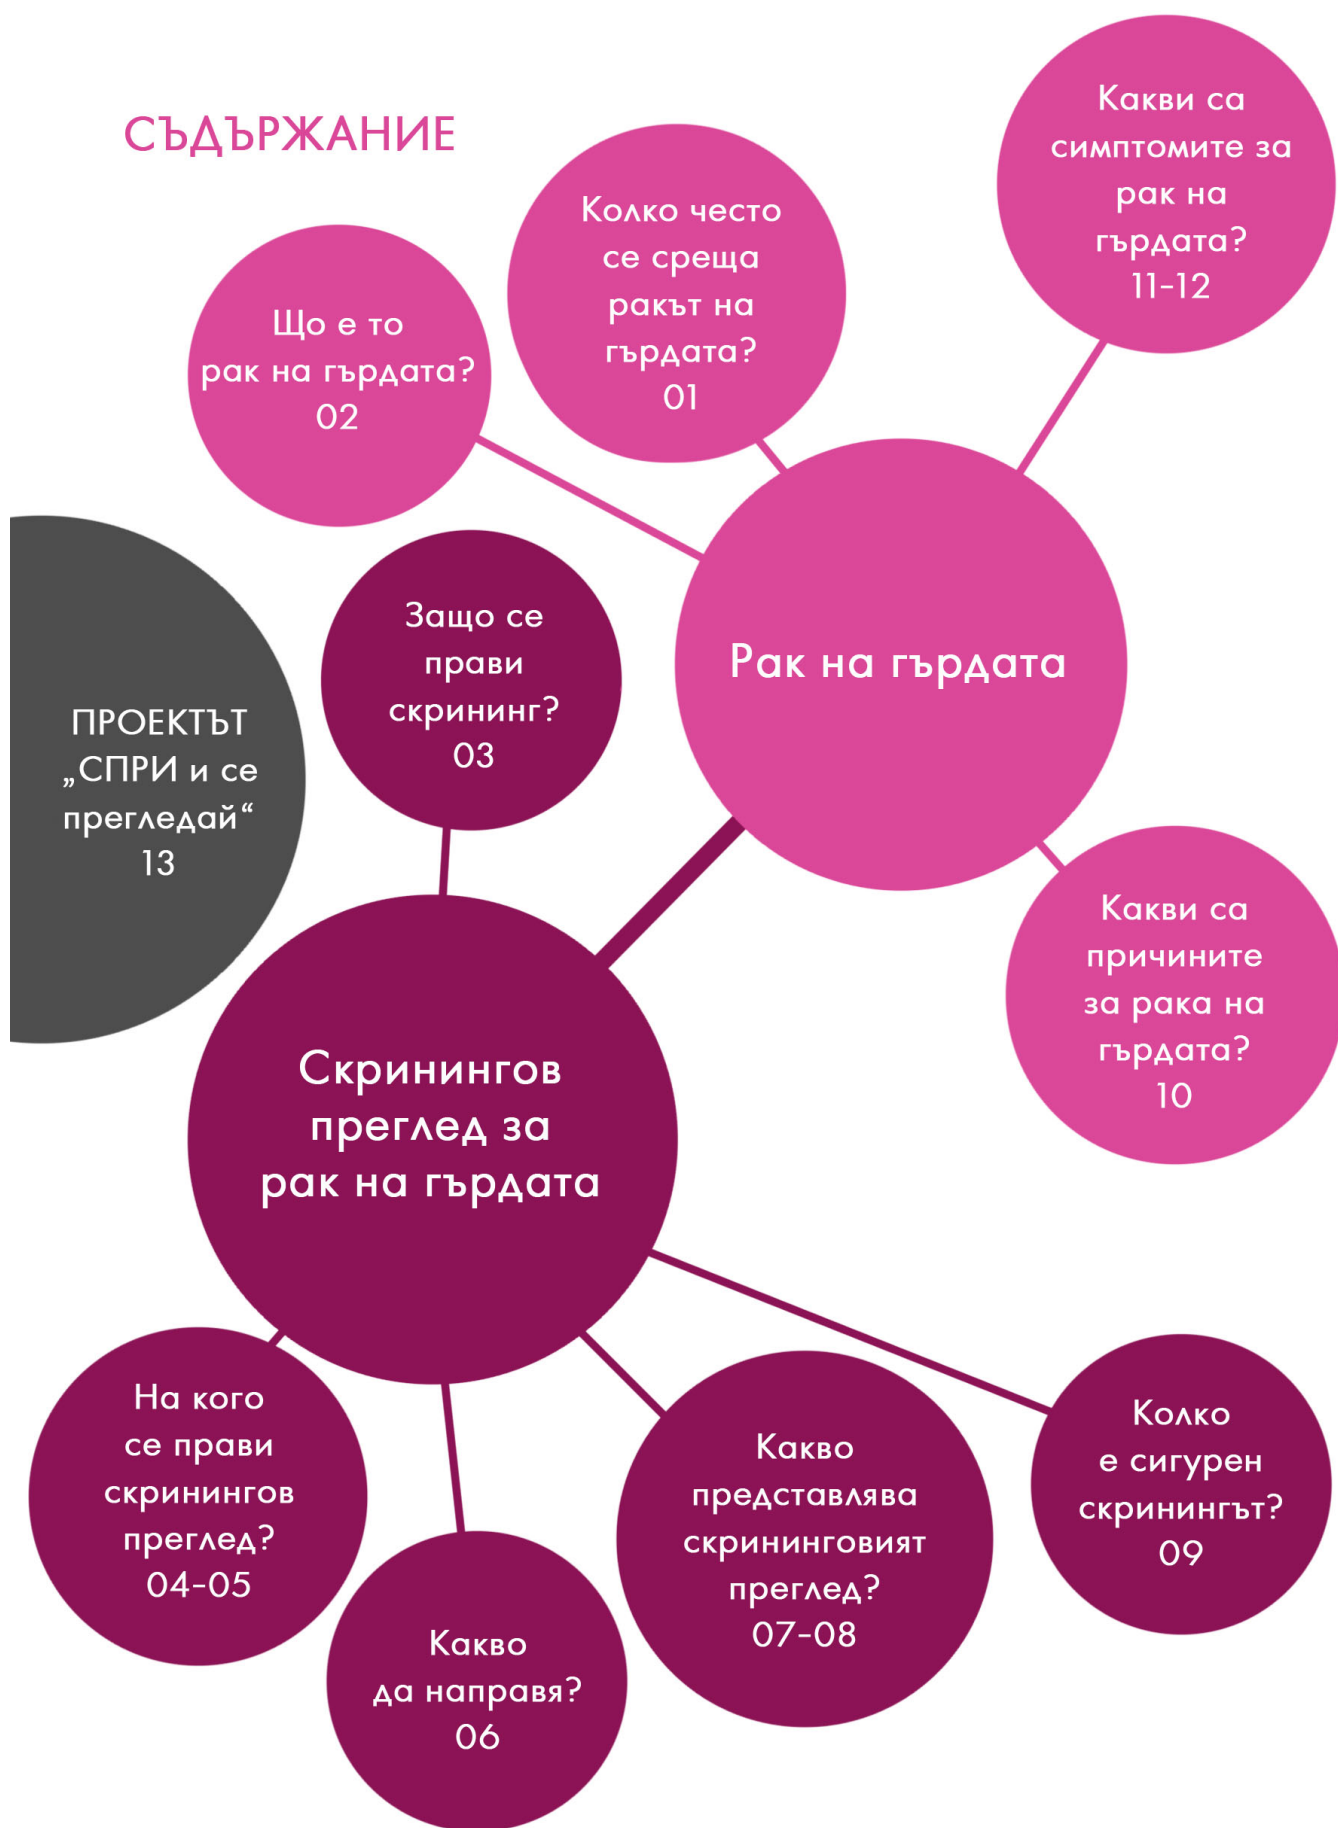 СЪДЪРЖАНИЕ
Какви са
симптомите за
рак на
гърдата?
11-12
Колко често
се среща
ракът на
гърдата?
01
Що е то
рак на гърдата?
02
Рак на гърдата
Защо се
прави
скрининг?
03
ПРОЕКТЪТ
„СПРИ и се
прегледай“
13
Какви са
причините
за рака на
гърдата?
10
Скринингов
преглед за
рак на гърдата
На кого
се прави
скринингов
преглед?
04-05
Какво
да направя?
06
Какво
представлява
скрининговият
преглед?
07-08
Колко
е сигурен
скринингът?
09